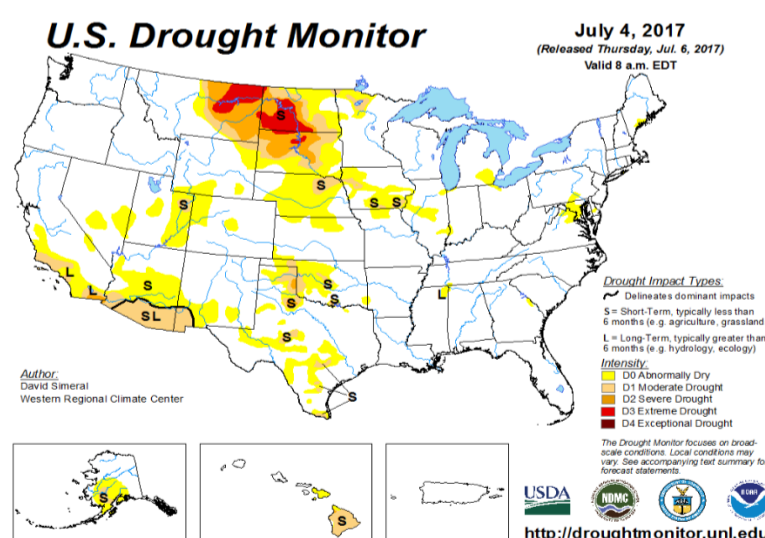 U.S. Drought Monitor
July 4, 2017
(Released Thursday, Jul. 6, 2017)
Valid 8 a.m. EDT
S
S
S
S
S
L
L
S
S L
S
S
S
S
S
L
Drought Impact Types:
Delineates dominant impacts
S = Short-Term, typically less than
6 months (e.g. agriculture, grassland
L = Long-Term, typically greater than
6 months (e.g. hydrology, ecology)
Intensity:
D0 Abnormally Dry
D1 Moderate Drought
D2 Severe Drought
D3 Extreme Drought
D4 Exceptional Drought
Author:
David Simeral
Western Regional Climate Center
The Drought Monitor focuses on broad-
scale conditions. Local conditions may
vary. See accompanying text summary fo
forecast statements.
S
S
USDA
NDMC
NOAA
http://droughtmonitor.unl.edu